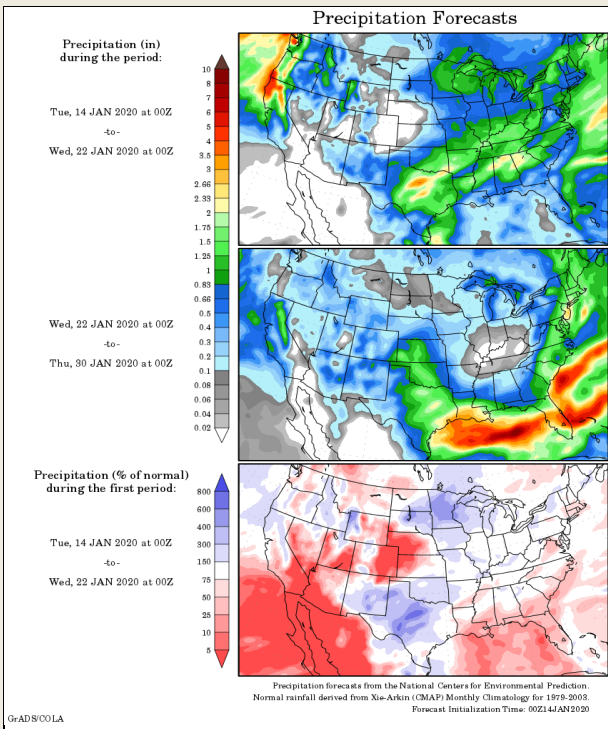 Precipitation Forecasts
Precipitation (in)
during the period:
Tue, 14 JAN 2020 at 00Z
-to-
Wed, 22 JAN 2020 at 00Z
10
8
7
6
5
4
3.5
3
2.66
2.33
2
1.75
1.5
1.25
1
0.83
0.66
0.5
0.4
0.3
0.2
0.1
0.08
0.06
0.04
0.02
Wed, 22 JAN 2020 at 00Z
-to-
Thu, 30 JAN 2020 at 00Z
Precipitation (% of normal)
during the first period:
Tue, 14 JAN 2020 at 00Z
-to-
Wed, 22 JAN 2020 at 00Z
800
600
400
300
150
75
50
25
10
5
Precipitation forecasts from the National Centers for Environmental Prediction.
Normal rainfall derived from Xie-Arkin (CMAP) Monthly Climatology for 1979-2003.
Forecast Initialization Time: 00Z14JAN2020
GrADS/COLA